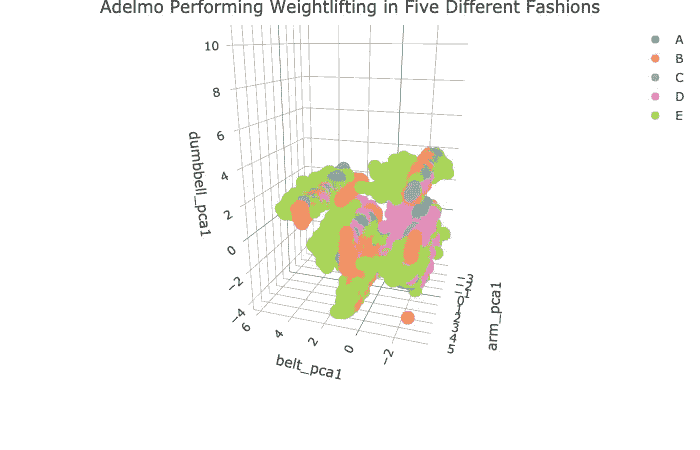 Adelmo Performing Weightlifting in Five Different Fashions
A
B
C
D
E
10
8
6
4
2
0
−2
−4
dumbbell_pca1
6
4
2
0
−2
belt_pca1
−3
−2
−1
0
1
2
3
4
5
arm_pca1